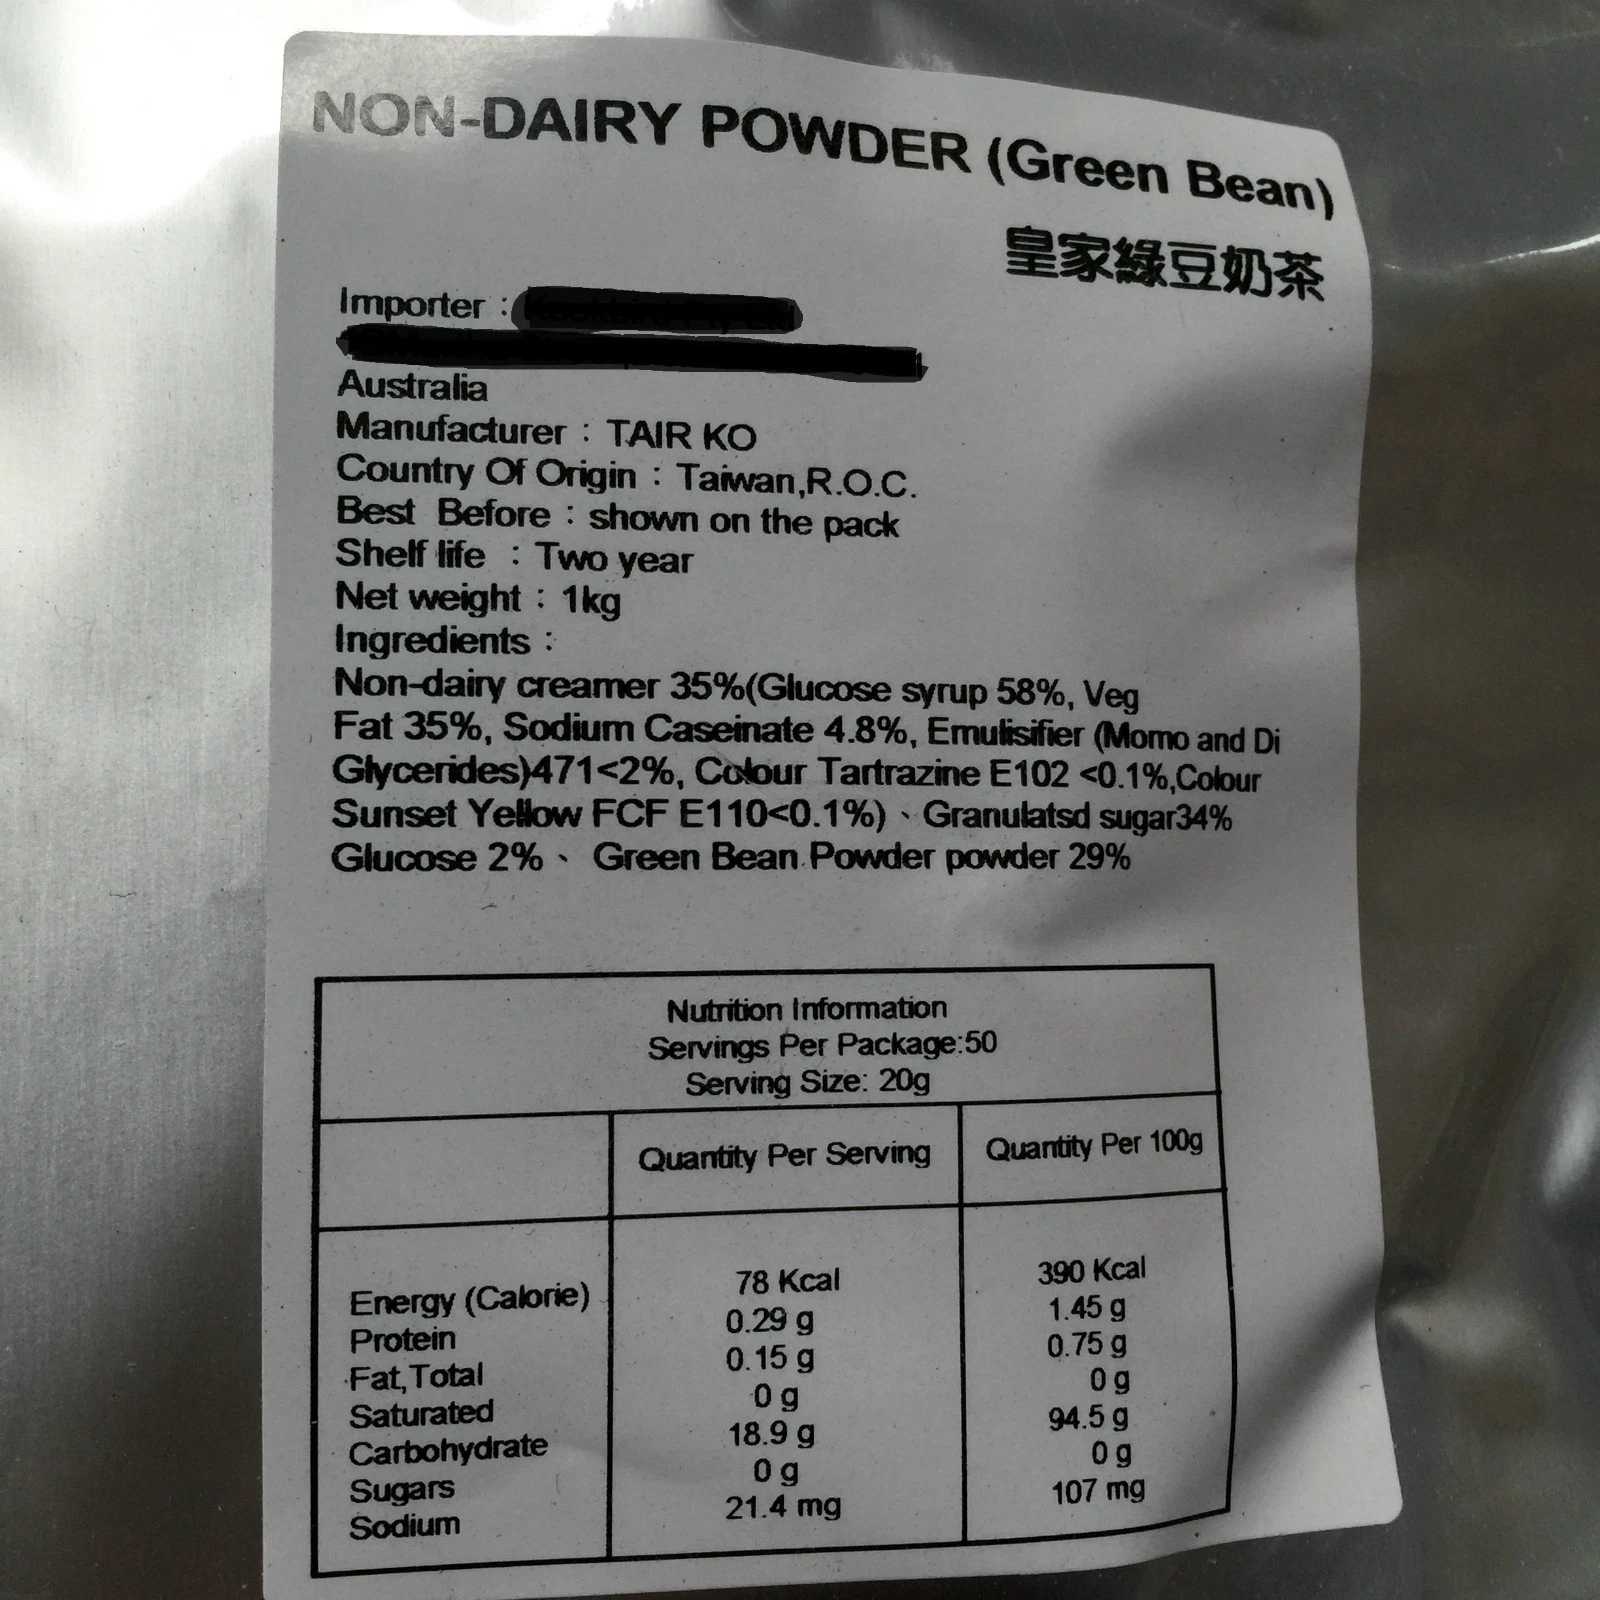 NON-DAIRY POWDER (Green Bean)
皇家綠豆奶茶
Importer :
Australia
Manufacturer : TAIR KO
Country Of Origin : Taiwan,R.O.C.
Best Before : shown on the pack
Shelf life : Two year
Net weight : 1kg
Ingredients :
Non-dairy creamer 35%(Glucose syrup 58%, Veg
Fat 35%, Sodium Caseinate 4.8%, Emulisifier (Momo and Di
Glycerides)471<2%, Colour Tartrazine E102 <0.1%,Colour
Sunset Yellow FCF E110<0.1%)、Granulatsd sugar34%
Glucose 2%、 Green Bean Powder powder 29%
Nutrition Information
Servings Per Package:50
Serving Size: 20g
Quantity Per Serving Quantity Per 100g
Energy (Calorie) 78 Kcal 390 Kcal
Protein 0.29 g 1.45 g
Fat,Total 0.15 g 0.75 g
Saturated 0 g 0 g
Carbohydrate 18.9 g 94.5 g
Sugars 0 g 0 g
Sodium 21.4 mg 107 mg